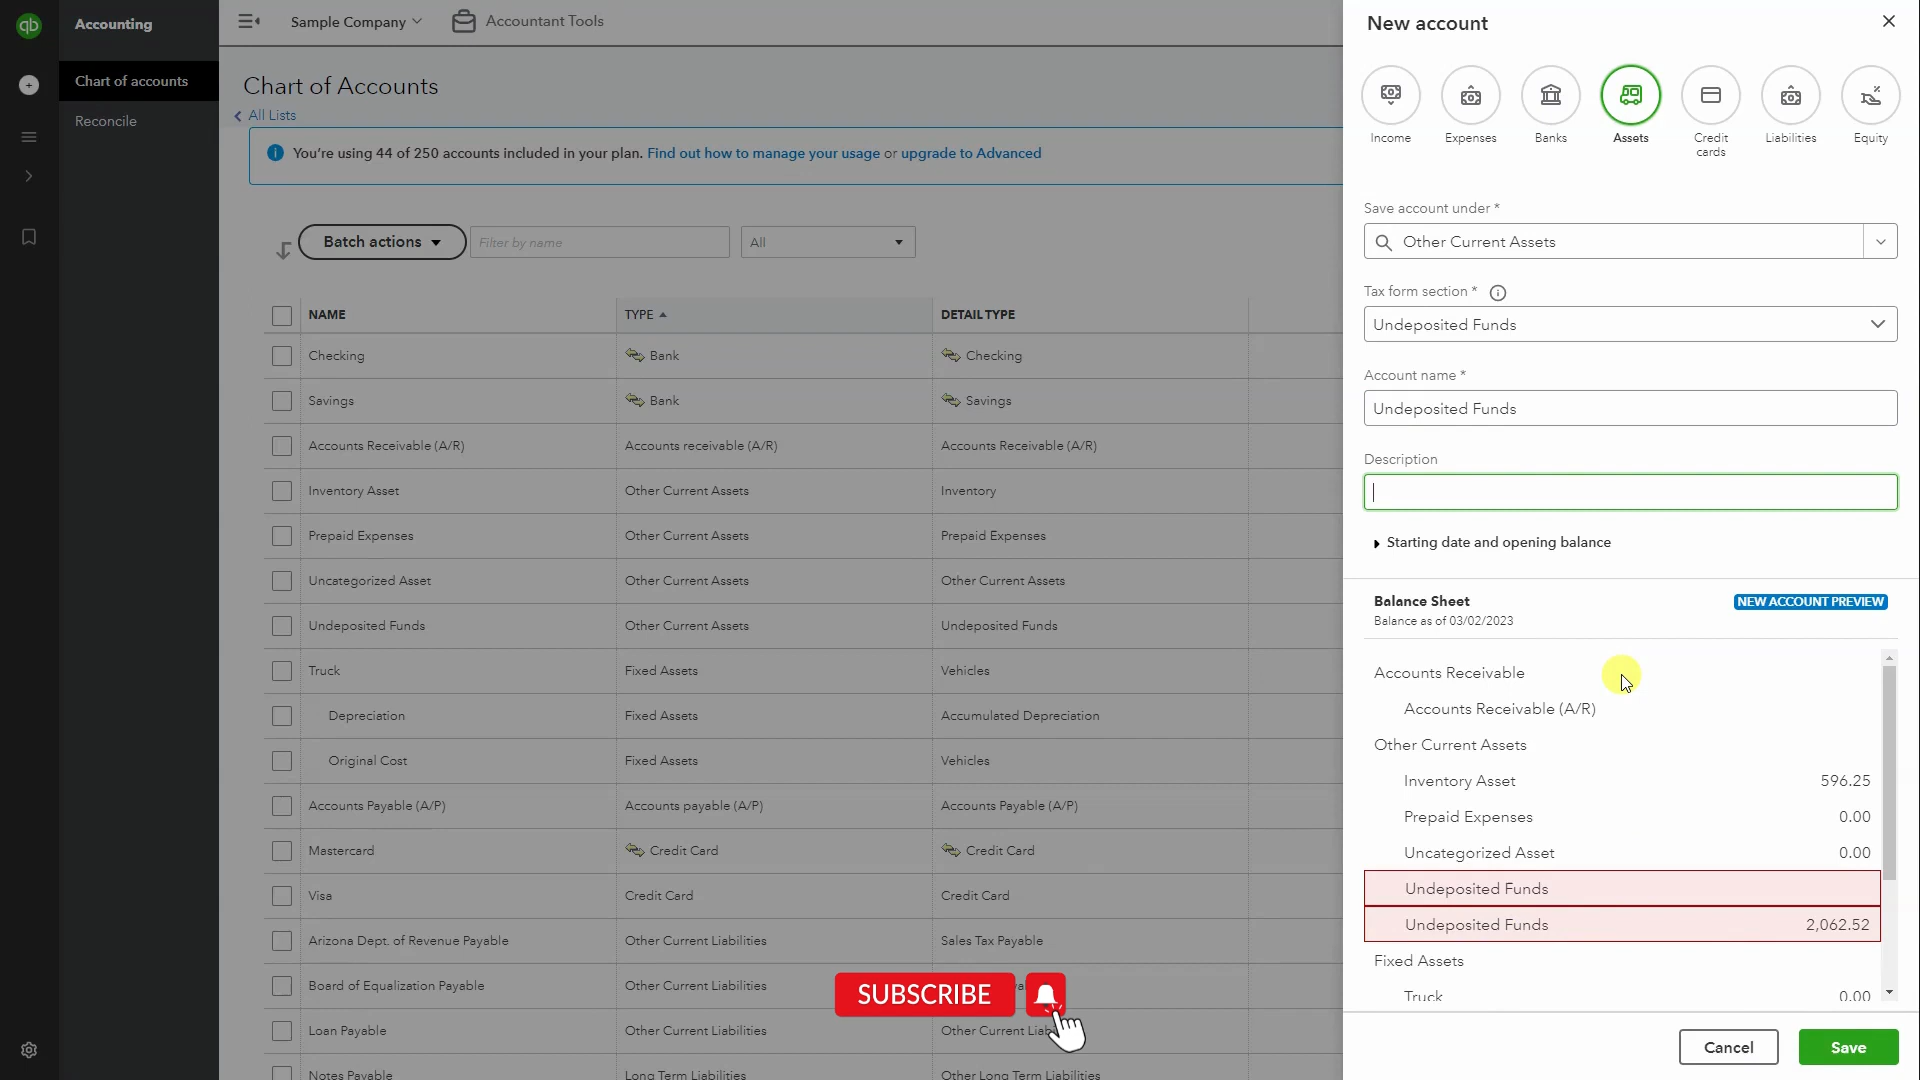 qb
Accounting
Chart of accounts
Reconcile
Sample Company
Accountant Tools
Chart of Accounts
All Lists
You're using 44 of 250 accounts included in your plan. Find out how to manage your usage or upgrade to Advanced
Batch actions
Filter by name
All
NAME TYPE DETAIL TYPE
Checking Bank Checking
Savings Bank Savings
Accounts Receivable (A/R) Accounts receivable (A/R) Accounts Receivable (A/R)
Inventory Asset Other Current Assets Inventory
Prepaid Expenses Other Current Assets Prepaid Expenses
Uncategorized Asset Other Current Assets Other Current Assets
Undeposited Funds Other Current Assets Undeposited Funds
Truck Fixed Assets Vehicles
Depreciation Fixed Assets Accumulated Depreciation
Original Cost Fixed Assets Vehicles
Accounts Payable (A/P) Accounts payable (A/P) Accounts Payable (A/P)
Mastercard Credit Card Credit Card
Visa Credit Card Credit Card
Arizona Dept. of Revenue Payable Other Current Liabilities Sales Tax Payable
Board of Equalization Payable Other Current Liabilities
Loan Payable Other Current Liabilities Other Current
Notes Payable Long Term Liabilities Other Long Term Liabilities
SUBSCRIBE
New account
Income
Expenses
Banks
Assets
Credit cards
Liabilities
Equity
Save account under *
Other Current Assets
Tax form section *
Undeposited Funds
Account name *
Undeposited Funds
Description
Starting date and opening balance
Balance Sheet
NEW ACCOUNT PREVIEW
Balance as of 03/02/2023
Accounts Receivable
Accounts Receivable (A/R)
Other Current Assets
Inventory Asset 596.25
Prepaid Expenses 0.00
Uncategorized Asset 0.00
Undeposited Funds
Undeposited Funds 2,062.52
Fixed Assets
Truck 0.00
Cancel
Save